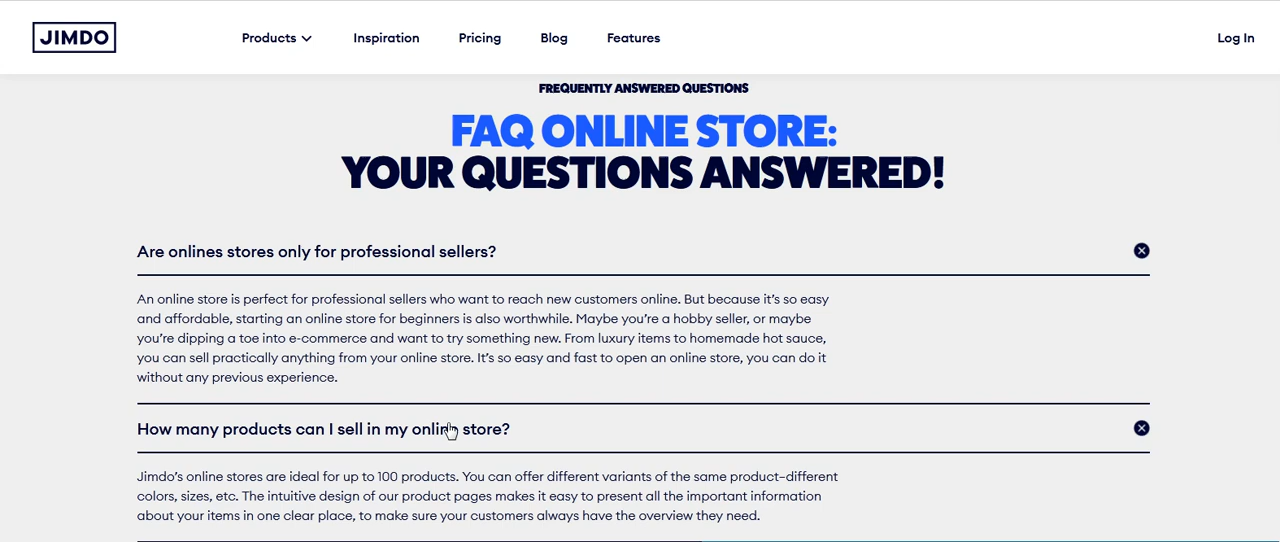 JIMDO
Products
Inspiration
Pricing
Blog
Features
Log In
FREQUENTLY ANSWERED QUESTIONS
FAQ ONLINE STORE:
YOUR QUESTIONS ANSWERED!
Are onlines stores only for professional sellers?
An online store is perfect for professional sellers who want to reach new customers online. But because it’s so easy
and affordable, starting an online store for beginners is also worthwhile. Maybe you’re a hobby seller, or maybe
you’re dipping a toe into e-commerce and want to try something new. From luxury items to homemade hot sauce,
you can sell practically anything from your online store. It’s so easy and fast to open an online store, you can do it
without any previous experience.
How many products can I sell in my online store?
Jimdo’s online stores are ideal for up to 100 products. You can offer different variants of the same product–different
colors, sizes, etc. The intuitive design of our product pages makes it easy to present all the important information
about your items in one clear place, to make sure your customers always have the overview they need.